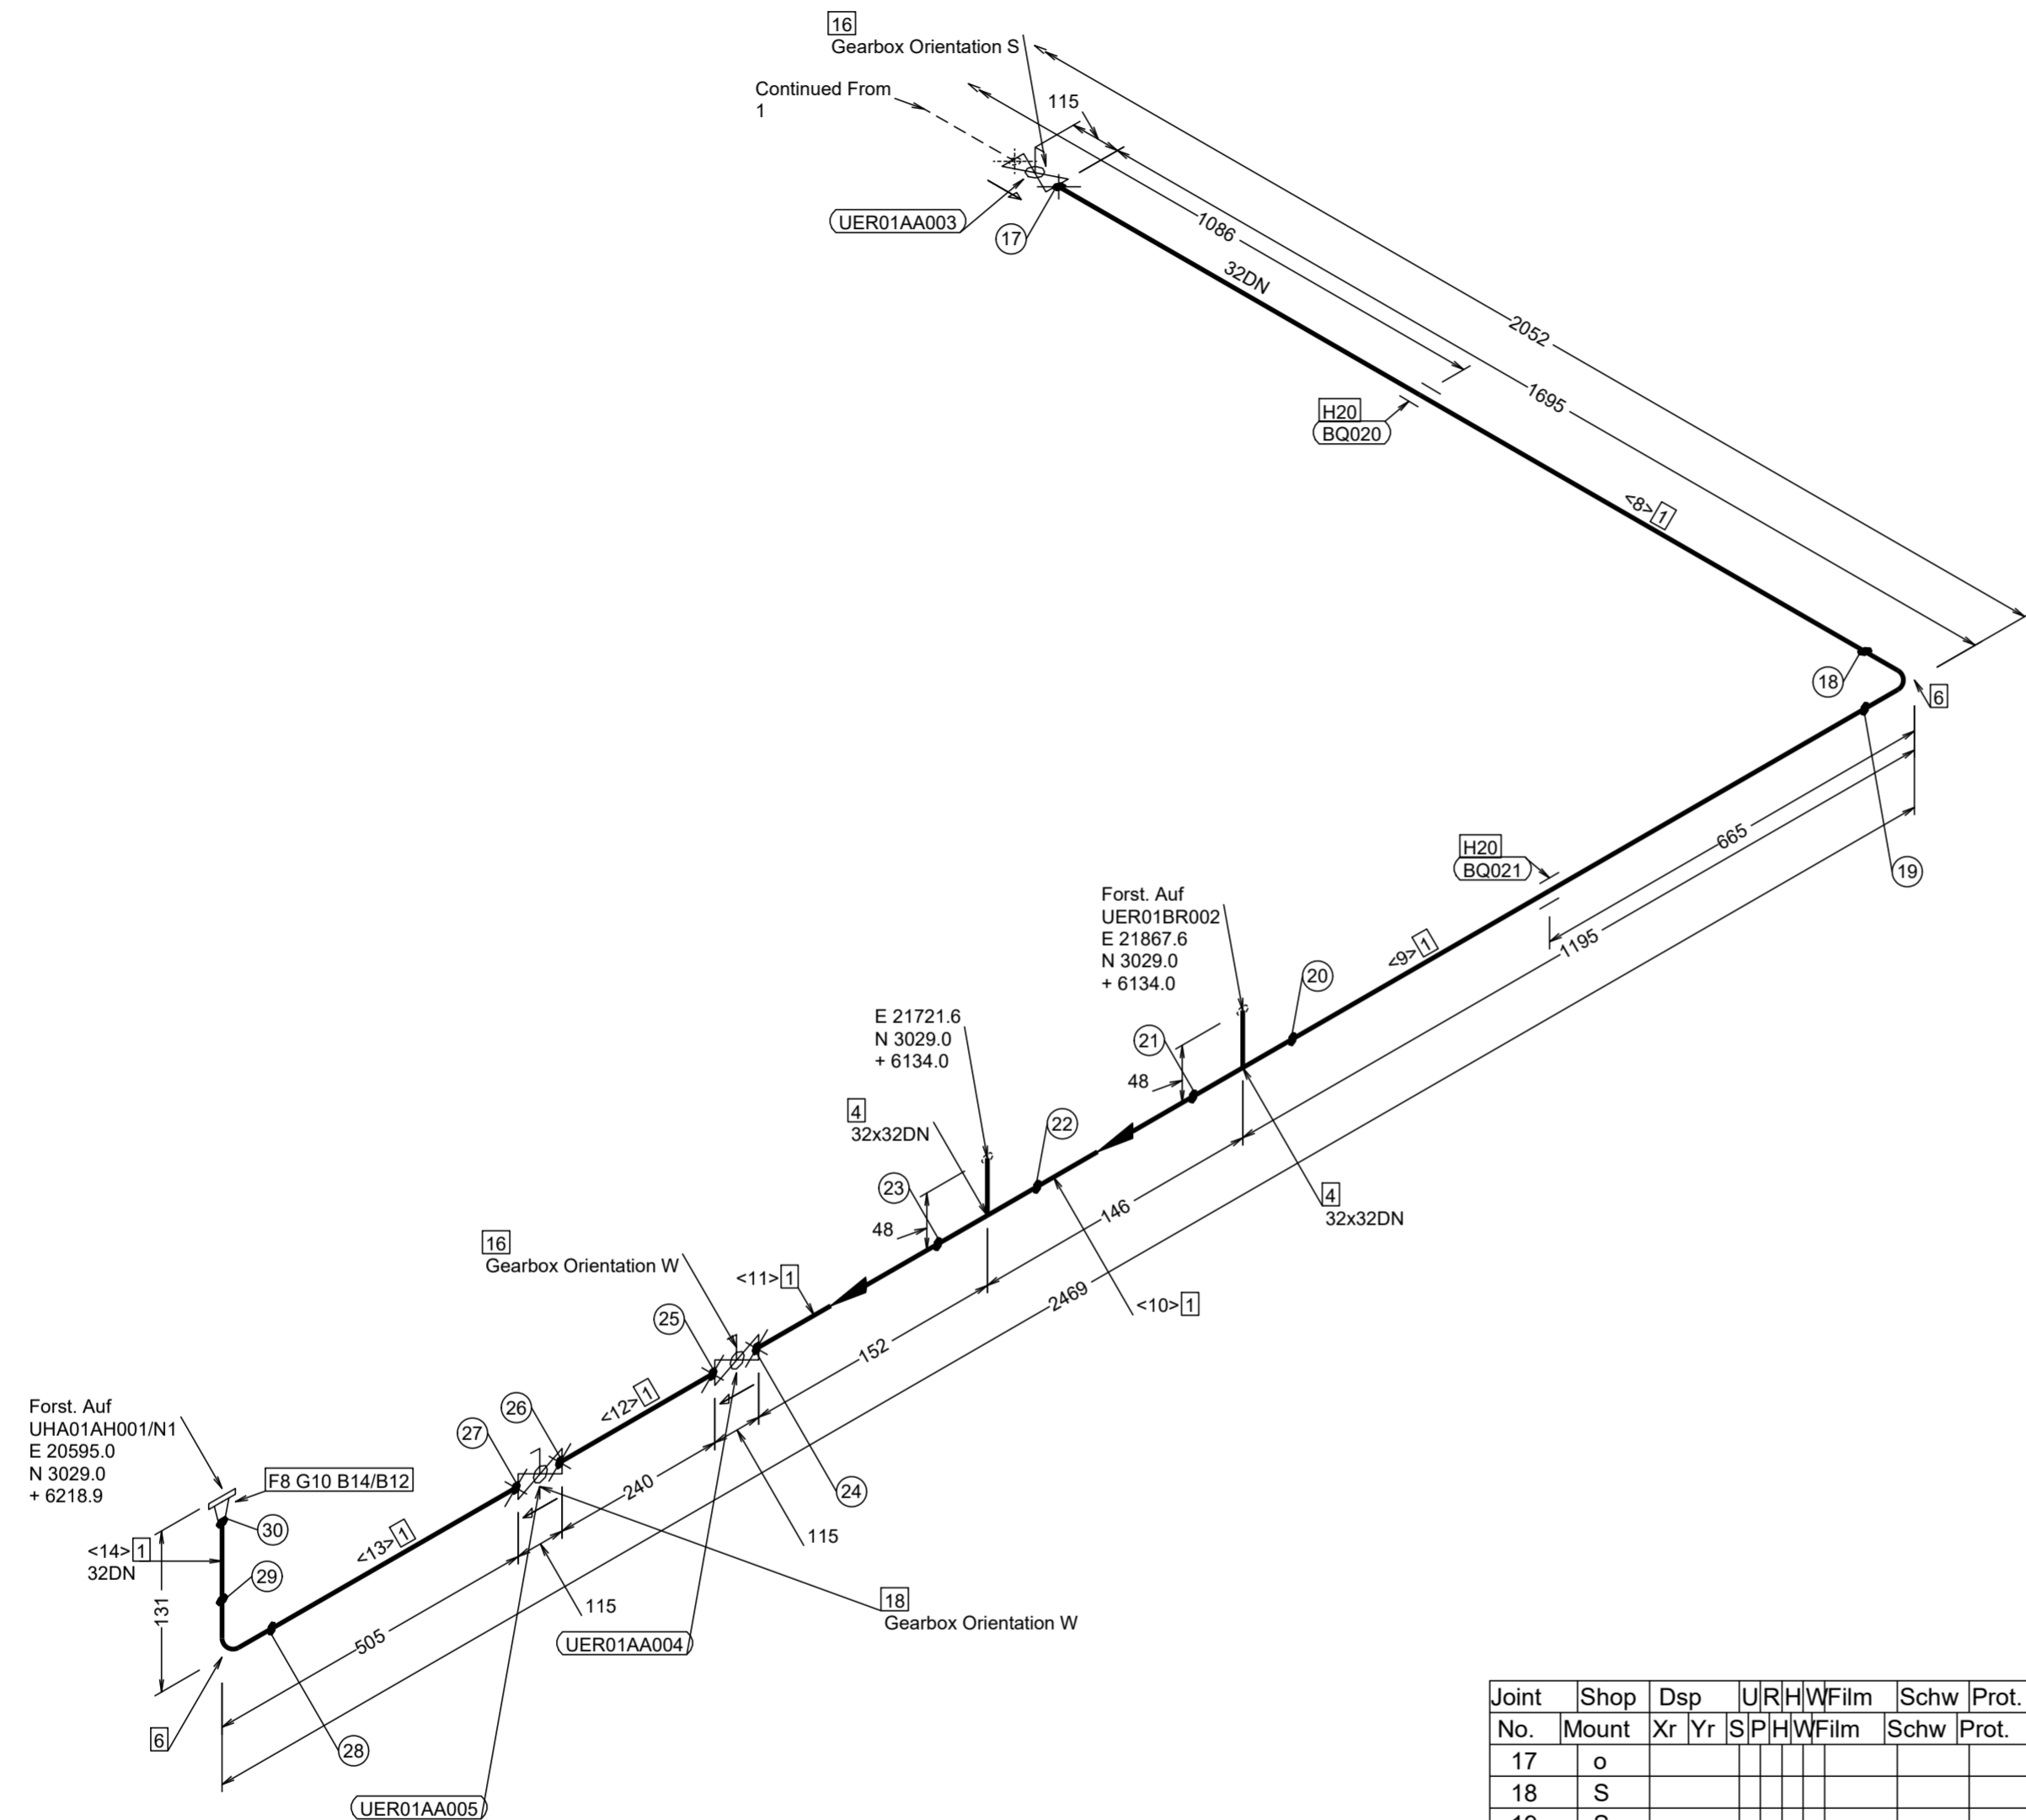 16
Gearbox Orientation S
Continued From
1
115
UER01AA003
17
1086
32DN
2052
1695
H20
BQ020
<8> 1
18
6
665
H20
BQ021
19
Forst. Auf
UER01BR002
E 21867.6
N 3029.0
+ 6134.0
<9> 1
1195
20
E 21721.6
N 3029.0
+ 6134.0
21
48
4
32x32DN
22
23
48
146
4
32x32DN
16
Gearbox Orientation W
<11> 1
2469
<10> 1
25
152
Forst. Auf
UHA01AH001/N1
E 20595.0
N 3029.0
+ 6218.9
<12> 1
26
27
F8 G10 B14/B12
240
24
30
115
<14> 1
32DN
<13> 1
29
131
115
18
Gearbox Orientation W
505
UER01AA004
6
28
UER01AA005
Joint Shop Dsp U R H W Film Schw Prot.
No. Mount Xr Yr S P H W Film Schw Prot.
17 o
18 S